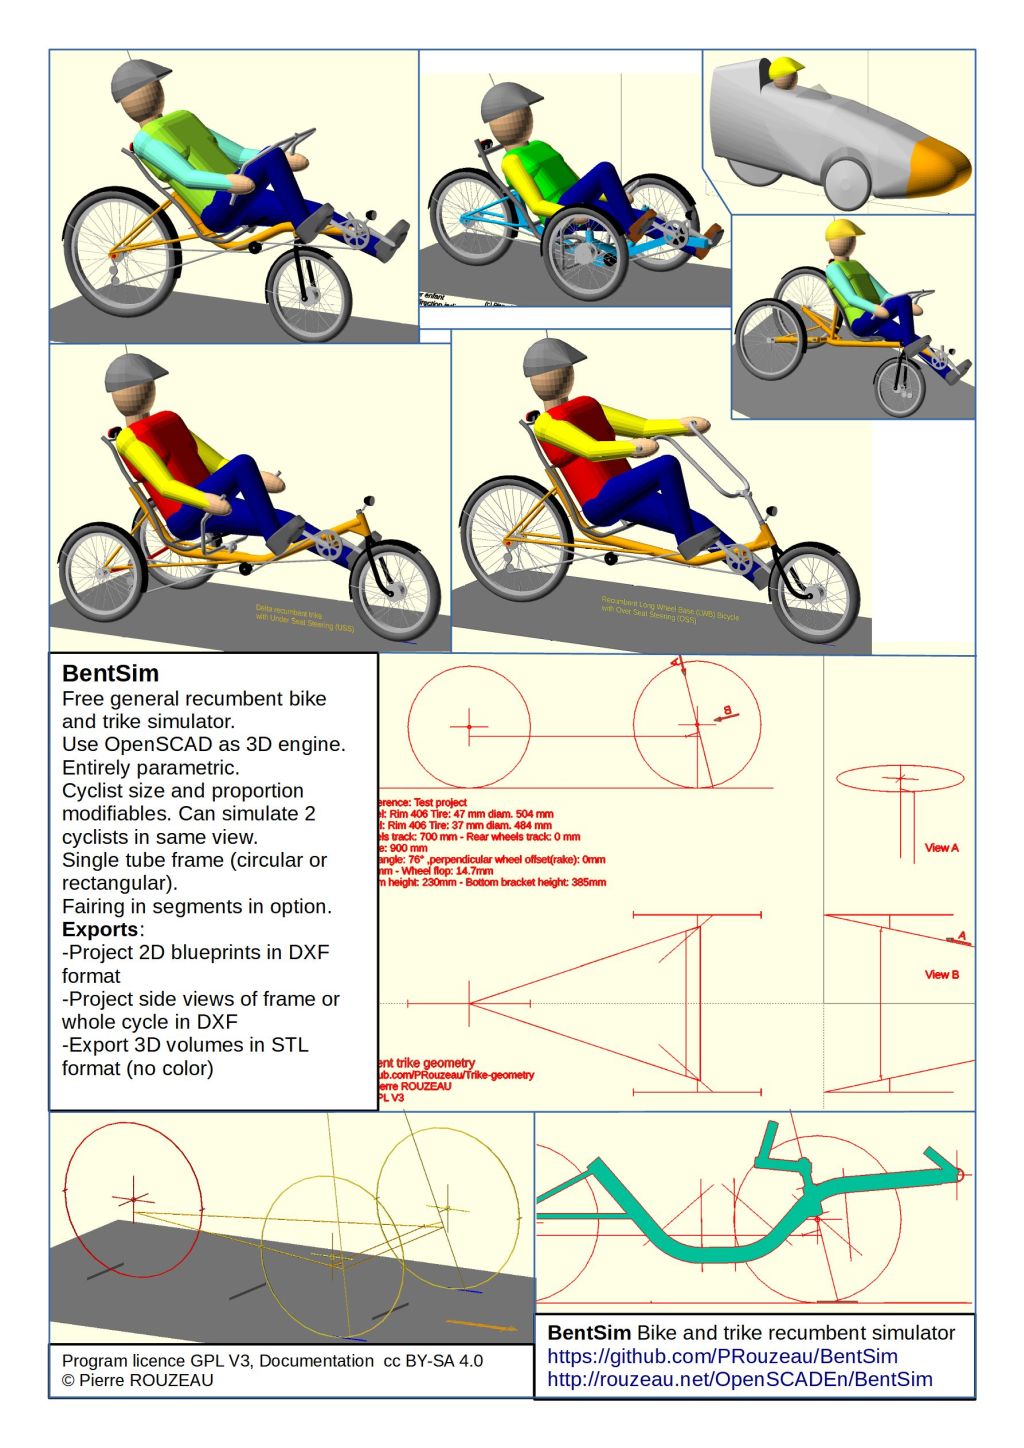 r enfant
Delta recumbent trike
with Under Seat Steering (USS)
Recumbent Long Wheel Base (LWB) Bicycle
with Over Seat Steering (OSS)
BentSim
Free general recumbent bike
and trike simulator.
Use OpenSCAD as 3D engine.
Entirely parametric.
Cyclist size and proportion
modifiables. Can simulate 2
cyclists in same view.
Single tube frame (circular or
rectangular).
Fairing in segments in option.
Exports:
-Project 2D blueprints in DXF
format
-Project side views of frame or
whole cycle in DXF
-Export 3D volumes in STL
format (no color)
A
B
erence: Test project
el: Rim 406 Tire: 47 mm diam. 504 mm
l: Rim 406 Tire: 37 mm diam. 484 mm
els track: 700 mm - Rear wheels track: 0 mm
e: 900 mm
angle: 76° ,perpendicular wheel offset(rake): 0mm
mm - Wheel flop: 14.7mm
m height: 230mm - Bottom bracket height: 385mm
View A
A
View B
ent trike geometry
ub.com/PRouzeau/Trike-geometry
ierre ROUZEAU
PL V3
Program licence GPL V3, Documentation cc BY-SA 4.0
© Pierre ROUZEAU
BentSim Bike and trike recumbent simulator
https://github.com/PRouzeau/BentSim
http://rouzeau.net/OpenSCADEn/BentSim